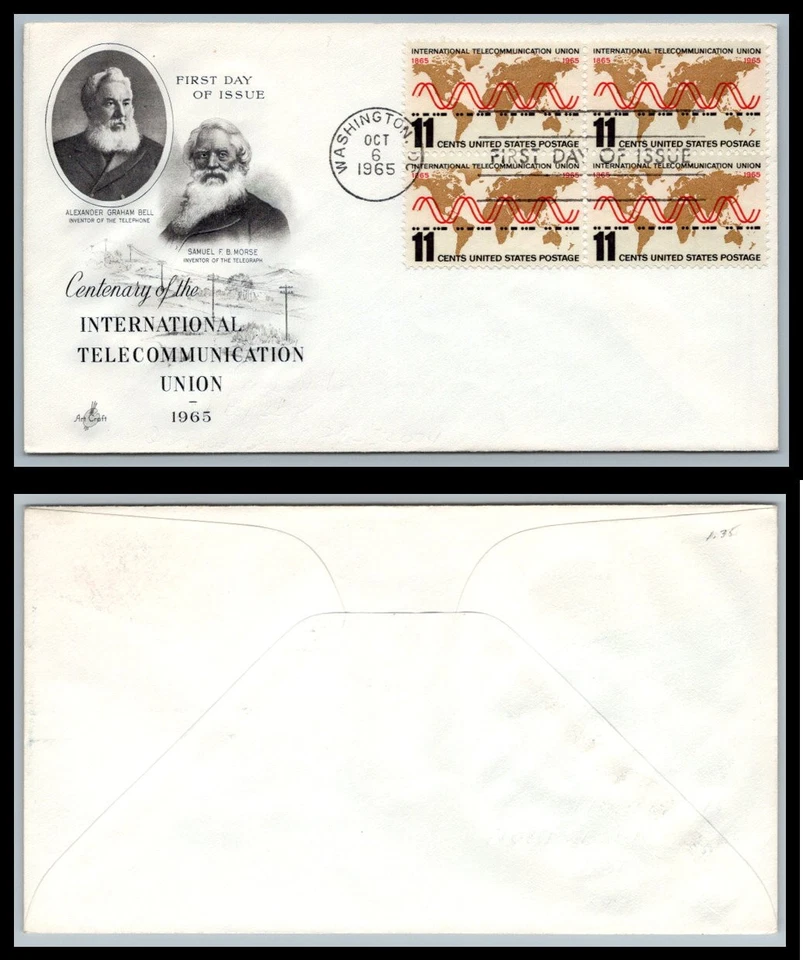 FIRST DAY
OF ISSUE
ALEXANDER GRAHAM BELL
INVENTOR OF THE TELEPHONE
SAMUEL F. B. MORSE
INVENTOR OF THE TELEGRAPH
Centenary of the
INTERNATIONAL
TELECOMMUNICATION
UNION
–
1965
Art Craft
WASHINGTON
OCT
6
1965
FIRST DAY OF ISSUE
INTERNATIONAL TELECOMMUNICATION UNION
1865 1965
11 CENTS UNITED STATES POSTAGE
INTERNATIONAL TELECOMMUNICATION UNION
1865 1965
11 CENTS UNITED STATES POSTAGE
INTERNATIONAL TELECOMMUNICATION UNION
1865 1965
11 CENTS UNITED STATES POSTAGE
INTERNATIONAL TELECOMMUNICATION UNION
1865 1965
11 CENTS UNITED STATES POSTAGE